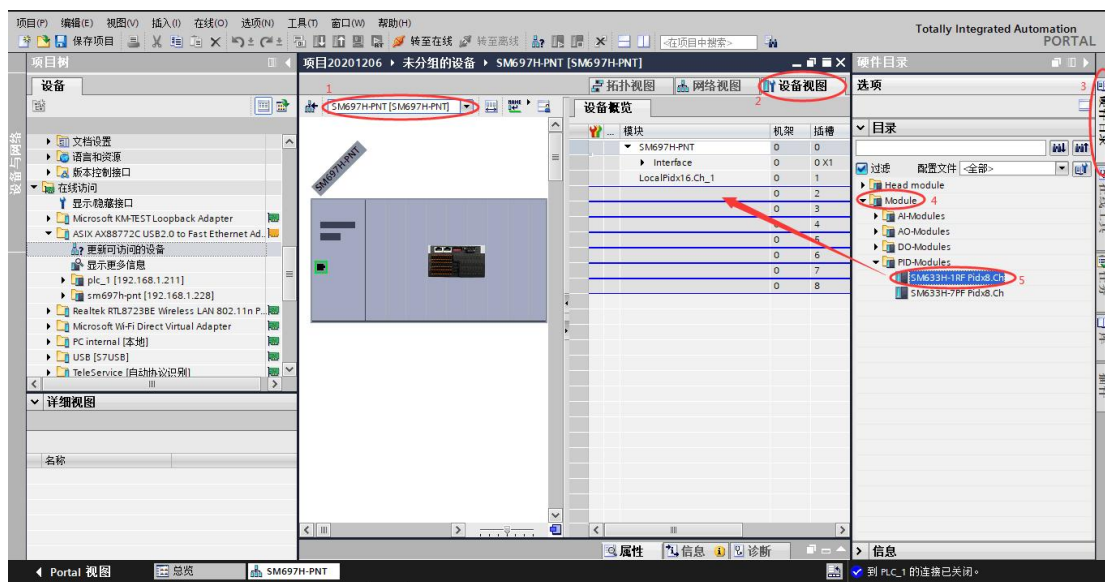 项目(P) 编辑(E) 视图(V) 插入(I) 在线(O) 选项(N) 工具(T) 窗口(W) 帮助(H)
Totally Integrated Automation
PORTAL
保存项目 转至在线 转至离线 <在项目中搜索>
项目树
项目20201206 ▸ 未分组的设备 ▸ SM697H-PNT [SM697H-PNT]
硬件目录
设备
1
拓扑视图 网络视图 设备视图
2
选项
3
SM697H-PNT [SM697H-PNT]
设备概览
目录
... 模块 机架 插槽
SM697H-PNT 0 0
Interface 0 0 X1
LocalPidx16.Ch_1 0 1
0 2
0 3
0 4
0 5
0 6
0 7
0 8
过滤 配置文件 <全部>
Head module
Module 4
AI-Modules
AO-Modules
DO-Modules
PID-Modules
SM633H-1RF Pidx8.Ch 5
SM633H-7PF Pidx8.Ch
设备与网络
文档设置
语言和资源
版本控制接口
在线访问
显示/隐藏接口
Microsoft KM-TEST Loopback Adapter
ASIX AX88772C USB2.0 to Fast Ethernet Ad..
更新可访问的设备
显示更多信息
plc_1 [192.168.1.211]
sm697h-pnt [192.168.1.228]
Realtek RTL8723BE Wireless LAN 802.11n P...
Microsoft Wi-Fi Direct Virtual Adapter
PC internal [本地]
USB [S7USB]
TeleService [自动协议识别]
SM697H-PNT
详细视图
名称
属性 信息 诊断
信息
Portal 视图 总览 SM697H-PNT
到 PLC_1 的连接已关闭。